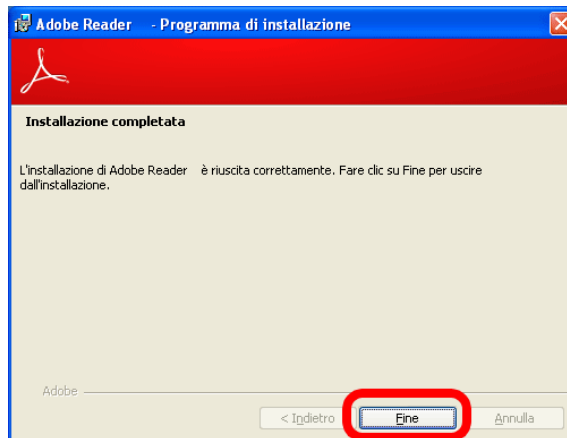 Adobe Reader - Programma di installazione
Installazione completata
L'installazione di Adobe Reader è riuscita correttamente. Fare clic su Fine per uscire
dall'installazione.
Adobe
< Indietro
Fine
Annulla